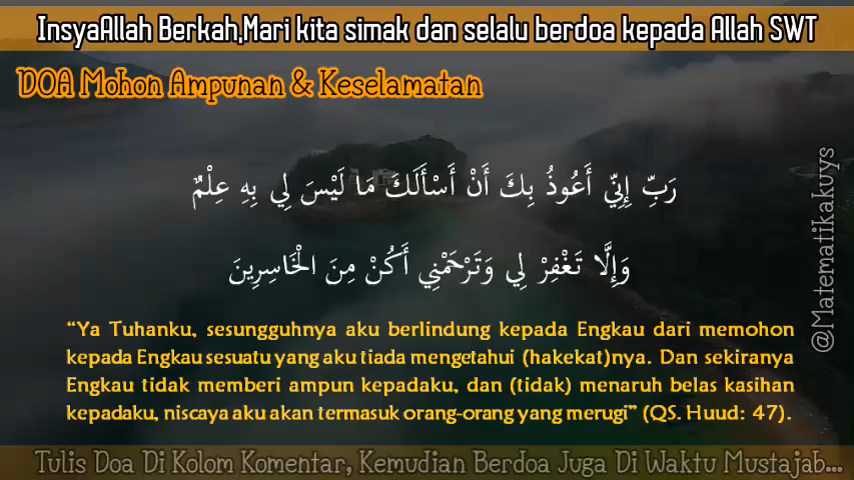 InsyaAllah Berkah,Mari kita simak dan selalu berdoa kepada Allah SWT
DOA Mohon Ampunan & Keselamatan
رَبِّ إِنِّي أَعُوذُ بِكَ أَنْ أَسْأَلَكَ مَا لَيْسَ لِي بِهِ عِلْمٌ
وَإِلَّا تَغْفِرْ لِي وَتَرْحَمْنِي أَكُنْ مِنَ الْخَاسِرِينَ
“Ya Tuhanku, sesungguhnya aku berlindung kepada Engkau dari memohon
kepada Engkau sesuatu yang aku tiada mengetahui (hakekat)nya. Dan sekiranya
Engkau tidak memberi ampun kepadaku, dan (tidak) menaruh belas kasihan
kepadaku, niscaya aku akan termasuk orang-orang yang merugi” (QS. Huud: 47).
@Matematikakuys
Tulis Doa Di Kolom Komentar, Kemudian Berdoa Juga Di Waktu Mustajab...